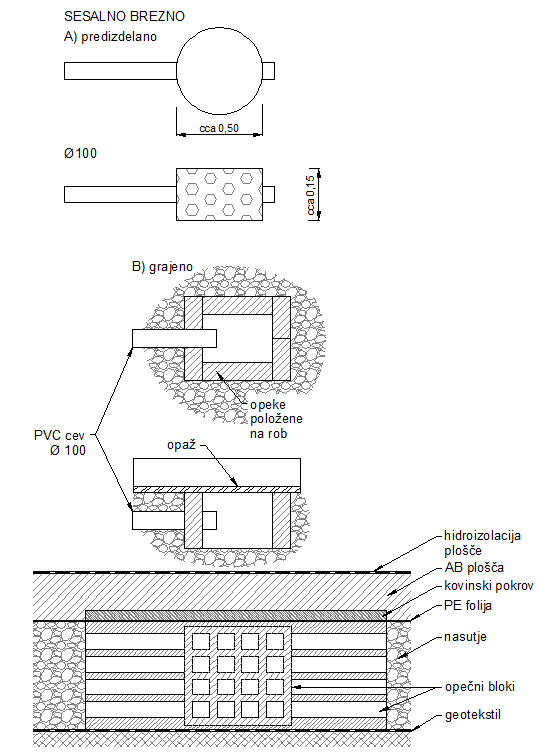 SESALNO BREZNO
A) predizdelano
cca 0,50
Ø100
cca 0,15
B) grajeno
opeke
položene
na rob
PVC cev
Ø 100
opaž
hidroizolacija
plošče
AB plošča
kovinski pokrov
PE folija
nasutje
opečni bloki
geotekstil